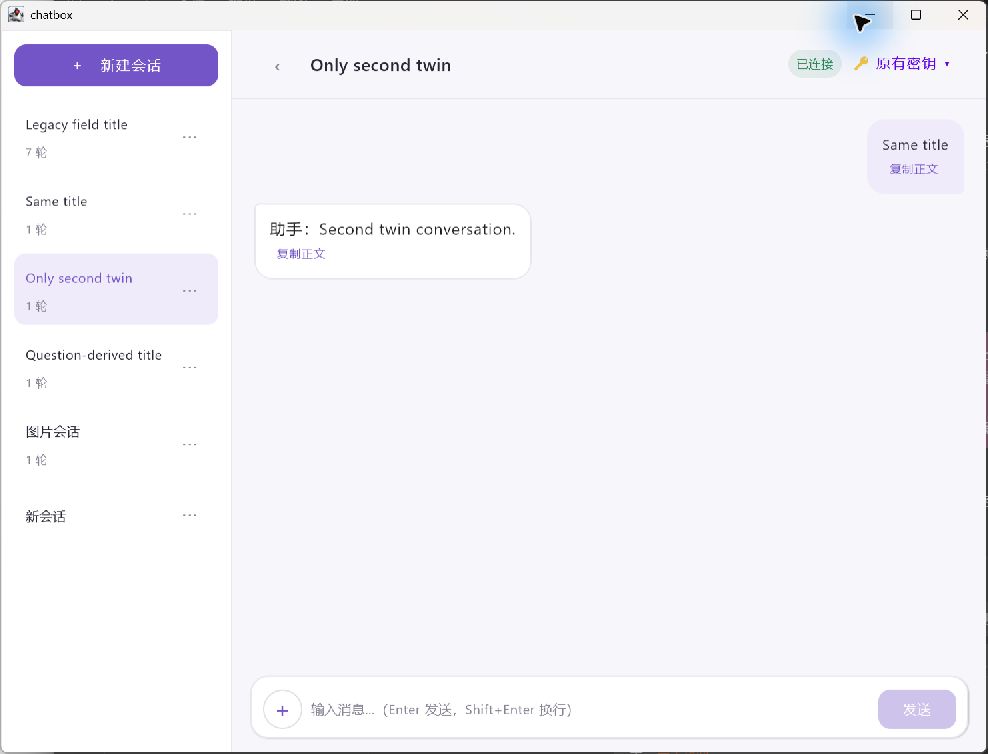 chatbox
+ 新建会话
Legacy field title
...
7 轮
Same title
...
1 轮
Only second twin
...
1 轮
Question-derived title
...
1 轮
图片会话
...
1 轮
新会话
...
‹ Only second twin
已连接
原有密钥 ▾
Same title
复制正文
助手：Second twin conversation.
复制正文
+ 输入消息...（Enter 发送，Shift+Enter 换行）
发送